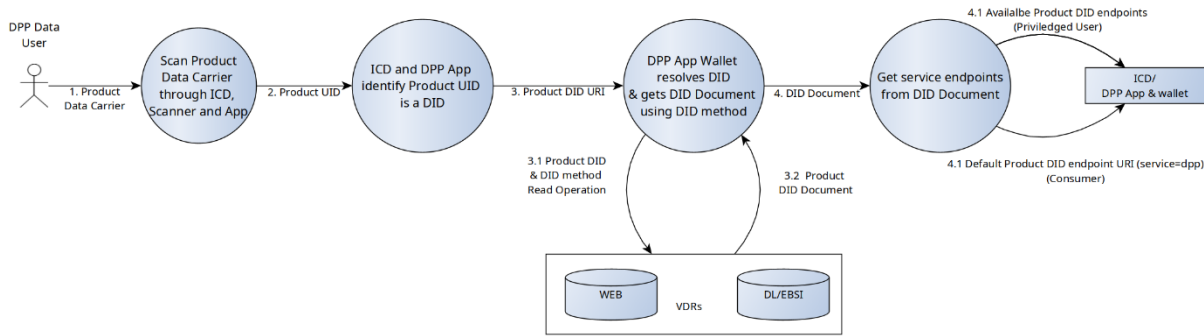 DPP Data
User
1. Product
Data Carrier
Scan Product
Data Carrier
through ICD,
Scanner and App
2. Product UID
ICD and DPP App
identify Product UID
is a DID
3. Product DID URI
DPP App Wallet
resolves DID
& gets DID Document
using DID method
4. DID Document
Get service endpoints
from DID Document
4.1 Availalbe Product DID endpoints
(Priviledged User)
ICD/
DPP App & wallet
4.1 Default Product DID endpoint URI (service=dpp)
(Consumer)
3.1 Product DID
& DID method
Read Operation
3.2 Product
DID Document
WEB
VDRs
DL/EBSI